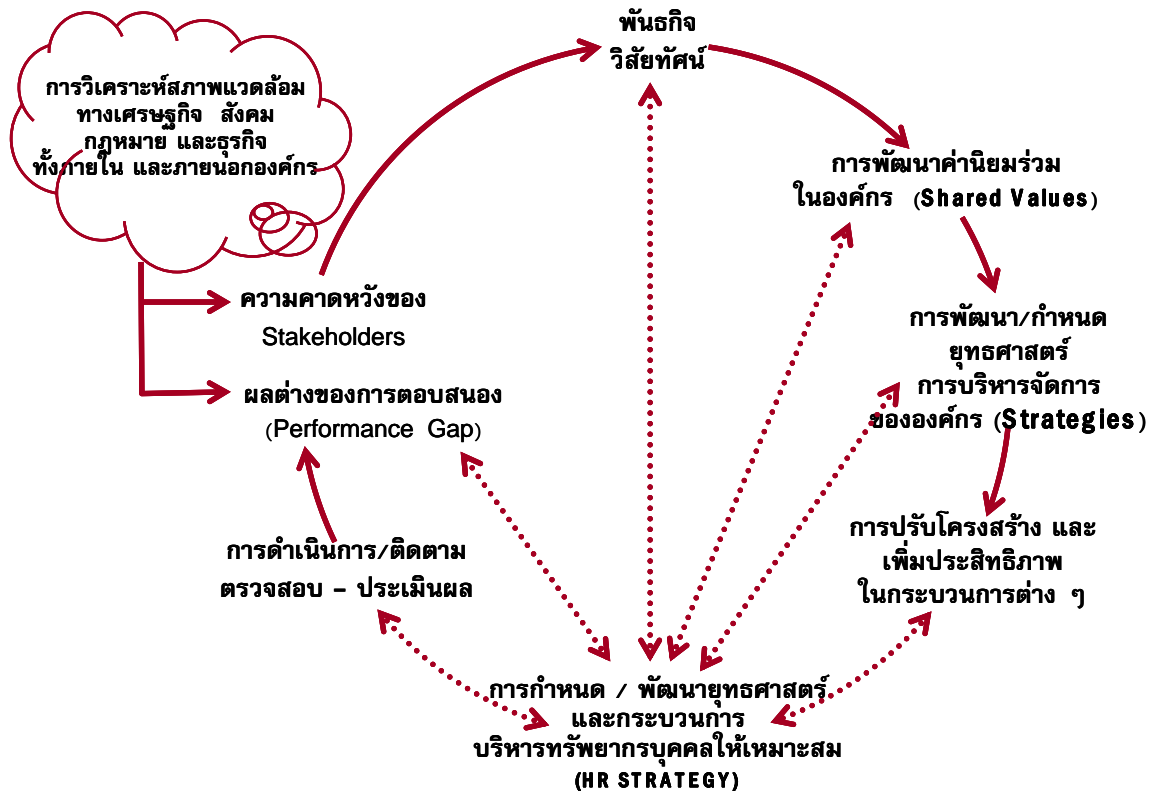 พันธกิจ
วิสัยทัศน์
การวิเคราะห์สภาพแวดล้อม
ทางเศรษฐกิจ สังคม
กฎหมาย และธุรกิจ
ทั้งภายใน และภายนอกองค์กร
การพัฒนาค่านิยมร่วม
ในองค์กร (Shared Values)
ความคาดหวังของ
Stakeholders
การพัฒนา/กำหนด
ยุทธศาสตร์
การบริหารจัดการ
ขององค์กร (Strategies)
ผลต่างของการตอบสนอง
(Performance Gap)
การปรับโครงสร้าง และ
เพิ่มประสิทธิภาพ
ในกระบวนการต่าง ๆ
การดำเนินการ/ติดตาม
ตรวจสอบ – ประเมินผล
การกำหนด / พัฒนายุทธศาสตร์
และกระบวนการ
บริหารทรัพยากรบุคคลให้เหมาะสม
(HR STRATEGY)